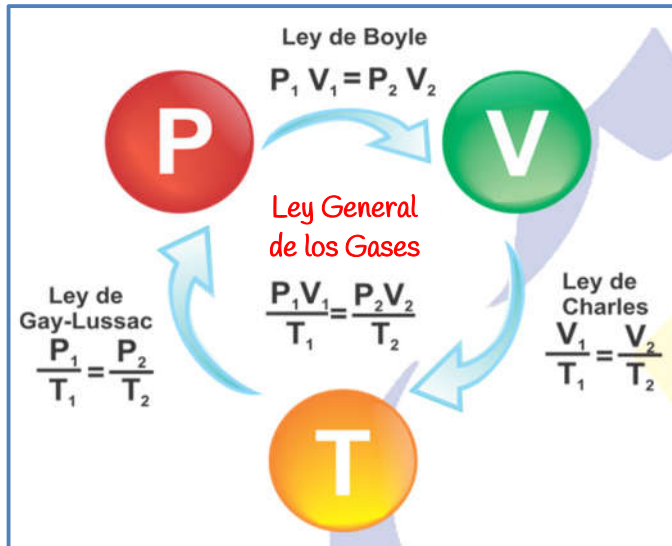 Ley de Boyle
P₁ V₁ = P₂ V₂
P
V
Ley General
de los Gases
P₁V₁/T₁ = P₂V₂/T₂
Ley de
Gay-Lussac
P₁/T₁ = P₂/T₂
Ley de
Charles
V₁/T₁ = V₂/T₂
T